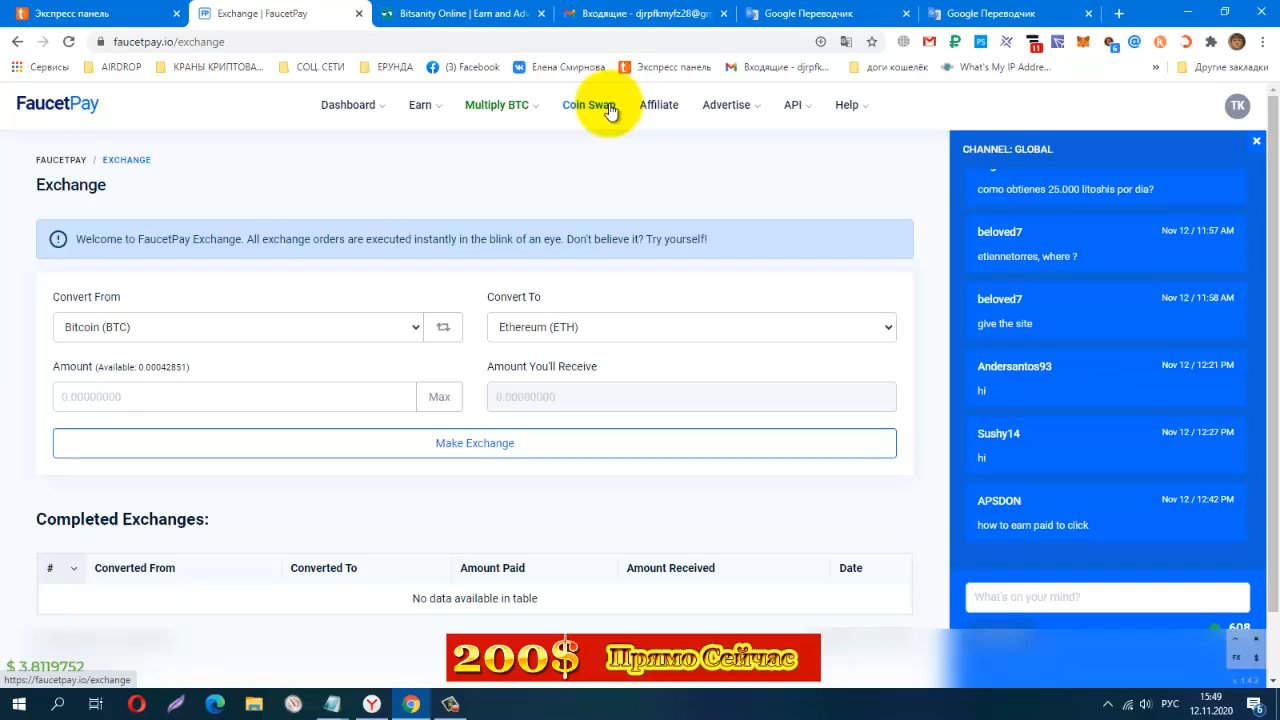 Экспресс панель
Exchange | FaucetPay
Bitsanity Online | Earn and Adv
Входящие - djrpfkmyfz28@gm
Google Переводчик
Google Переводчик
faucetpay.io/exchange
11
6
Сервисы
AIRDROP
КРАНЫ КРИПТОВА...
СОЦ. СЕТИ
ЕРУНДА
(3) Facebook
Елена Смирнова
Экспресс панель
Входящие - djrpfk...
доги кошелёк
What's My IP Addre...
»
Другие закладки
FaucetPay
Dashboard
Earn
Multiply BTC
Coin Swap
Affiliate
Advertise
API
Help
TK
FAUCETPAY / EXCHANGE
Exchange
Welcome to FaucetPay Exchange. All exchange orders are executed instantly in the blink of an eye. Don't believe it? Try yourself!
Convert From
Convert To
Bitcoin (BTC)
Ethereum (ETH)
Amount (Available: 0.00042851)
Amount You'll Receive
0.00000000
Max
0.00000000
Make Exchange
Completed Exchanges:
#
Converted From
Converted To
Amount Paid
Amount Received
Date
No data available in table
CHANNEL: GLOBAL
como obtienes 25.000 litoshis por dia?
beloved7
Nov 12 / 11:57 AM
etiennetorres, where ?
beloved7
Nov 12 / 11:58 AM
give the site
Andersantos93
Nov 12 / 12:21 PM
hi
Sushy14
Nov 12 / 12:27 PM
hi
APSDON
Nov 12 / 12:42 PM
how to earn paid to click
What's on your mind?
608
FX $
v. 1.4.3
200$ Прямо Сейчас
$ 3.8119752
https://faucetpay.io/exchange
РУС
15:49
12.11.2020
6